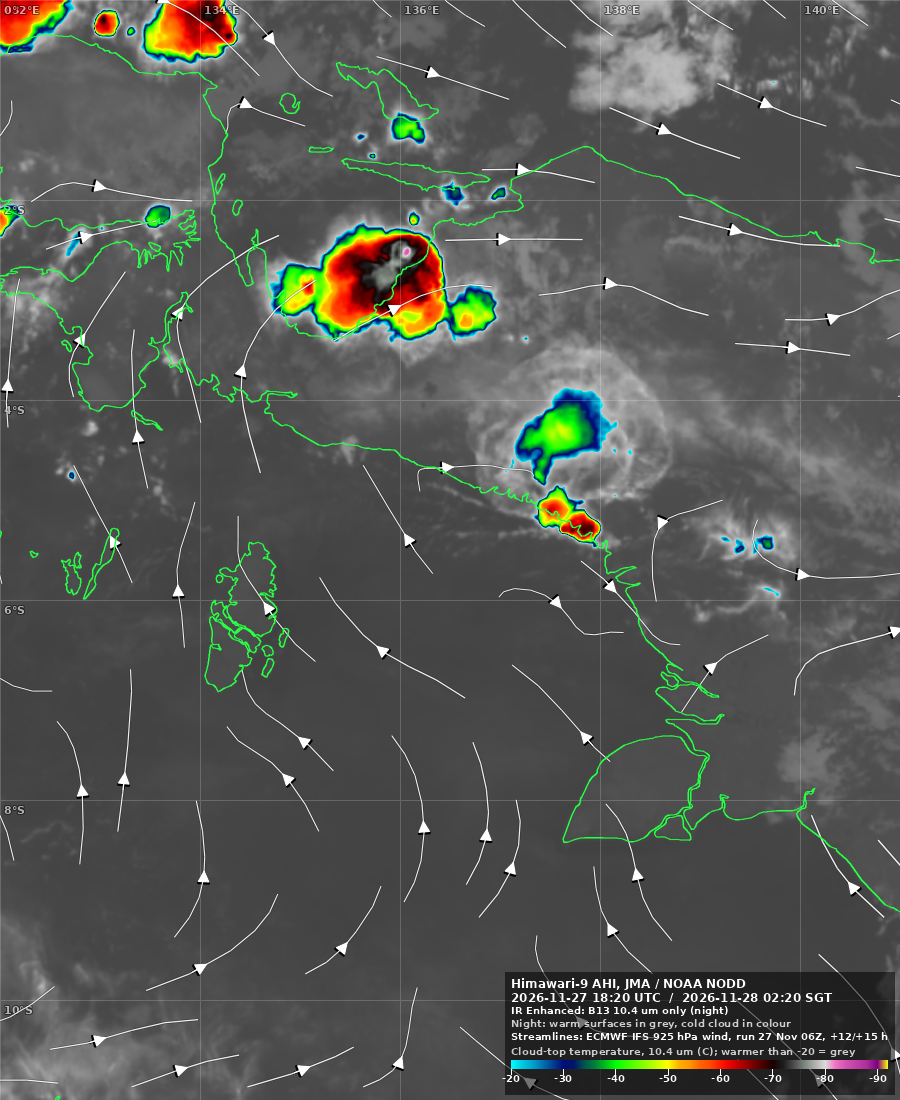 134°E
136°E
138°E
140°E
2°S
4°S
6°S
8°S
10°S
Himawari-9 AHI, JMA / NOAA NODD
2026-11-27 18:20 UTC / 2026-11-28 02:20 SGT
IR Enhanced: B13 10.4 um only (night)
Night: warm surfaces in grey, cold cloud in colour
Streamlines: ECMWF IFS 925 hPa wind, run 27 Nov 06Z, +12/+15 h
Cloud-top temperature, 10.4 um (C); warmer than -20 = grey
-20 -30 -40 -50 -60 -70 -80 -90